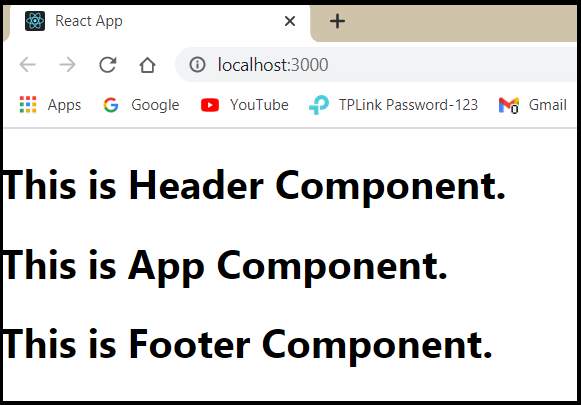 React App
localhost:3000
Apps Google YouTube TPLink Password-123 Gmail
This is Header Component.
This is App Component.
This is Footer Component.